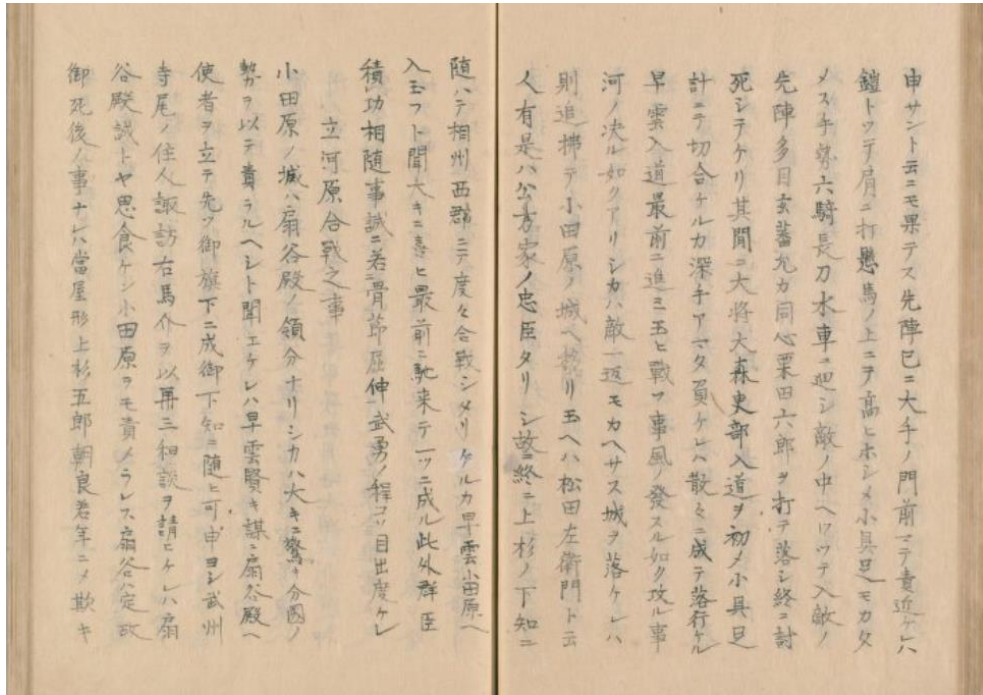 申サント云ニモ果テス先陣已ニ大手ノ門前マテ責近ケレハ
鎧トツテ肩ニ打懸馬ノ上ニテ高ヒホシメ小具足モカタ
メス手勢六騎長刀水車ニ廻シ敵ノ中ヘワツテ入敵ノ
先陣多目玄蕃允カ同心栗田六郎ヲ打テ落シ終ニ討
死シテケリ其間ニ大将大森吏部入道ヲ初メ小具足
計ニテ切合ケルカ深手アマタ負ケレハ散々ニ成テ落行ケル
早雲入道最前ニ進ミ玉ヒ戦フ事風ノ發スル如ク攻ル事
河ノ決ル如クアリシカハ敵一返モカヘサス城ヲ落ケレハ
則追拂テ小田原ノ城ヘ移リ玉ヘハ松田左衛門ト云
人有是ハ公方家ノ忠臣タリシ故ニ終ニ上杉ノ下知ニ
随ハテ相州西郡ニテ度々合戦シタリケルカ早雲小田原ヘ
入玉フト聞大キニ喜ヒ最前ニ馳来テ一ツニ成ル此外群臣
積功相随事誠ニ若骨節屈伸武勇ノ程コソ目出度ケレ
立河原合戦之事
小田原ノ城ハ扇谷殿ノ領分ナリシカハ大キニ驚キ分國ノ
勢ヲ以テ責ラルヘシト聞エケレハ早雲賢キ謀ニ扇谷殿ヘ
使者ヲ立テ先ツ御旗下ニ成御下知ニ随ヒ可申ヨシ武州
寺尾ノ住人諏訪右馬介ヲ以再三和談ヲ請ヒケレハ扇
谷殿誠トヤ思食ケン小田原ヲモ責メラレス扇谷ハ定政
御死後ノ事ナレハ當屋形上杉五郎朝良若年ニメ欺キ